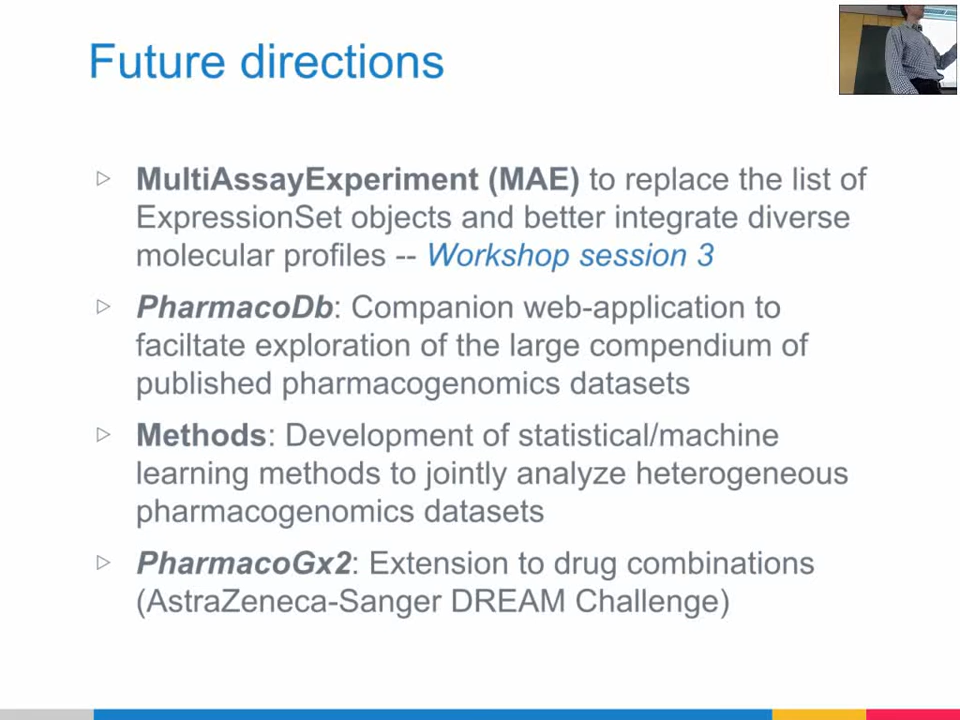 Future directions
▷ MultiAssayExperiment (MAE) to replace the list of
ExpressionSet objects and better integrate diverse
molecular profiles -- Workshop session 3
▷ PharmacoDb: Companion web-application to
faciltate exploration of the large compendium of
published pharmacogenomics datasets
▷ Methods: Development of statistical/machine
learning methods to jointly analyze heterogeneous
pharmacogenomics datasets
▷ PharmacoGx2: Extension to drug combinations
(AstraZeneca-Sanger DREAM Challenge)